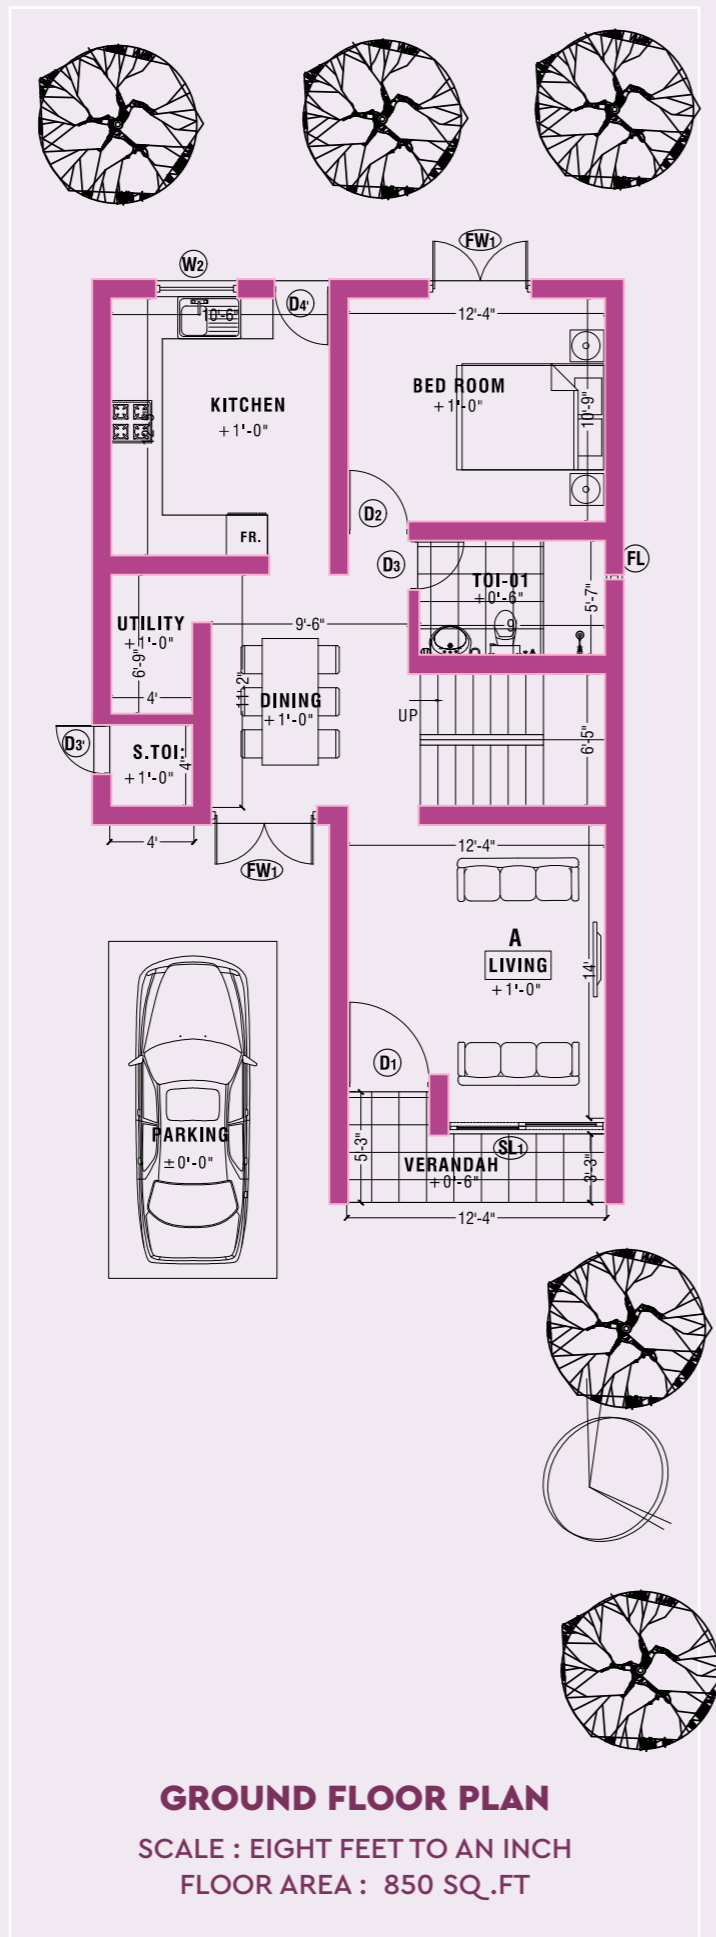 FW1
W2
D4'
10'-6"
12'-4"
BED ROOM
+1'-0"
KITCHEN
+1'-0"
10'-9"
D2
FR.
D3
FL
TOI-01
+0'-6"
5'-7"
9'
UTILITY
+1'-0"
9'-6"
6'-9"
4'
11'-2"
DINING
+1'-0"
UP
6'-5"
D3'
S.TOI:
+1'-0"
4'
4'
FW1
12'-4"
A
LIVING
+1'-0"
14'
D1
PARKING
±0'-0"
5'-3"
SL1
VERANDAH
+0'-6"
3'-3"
12'-4"
GROUND FLOOR PLAN
SCALE : EIGHT FEET TO AN INCH
FLOOR AREA : 850 SQ.FT